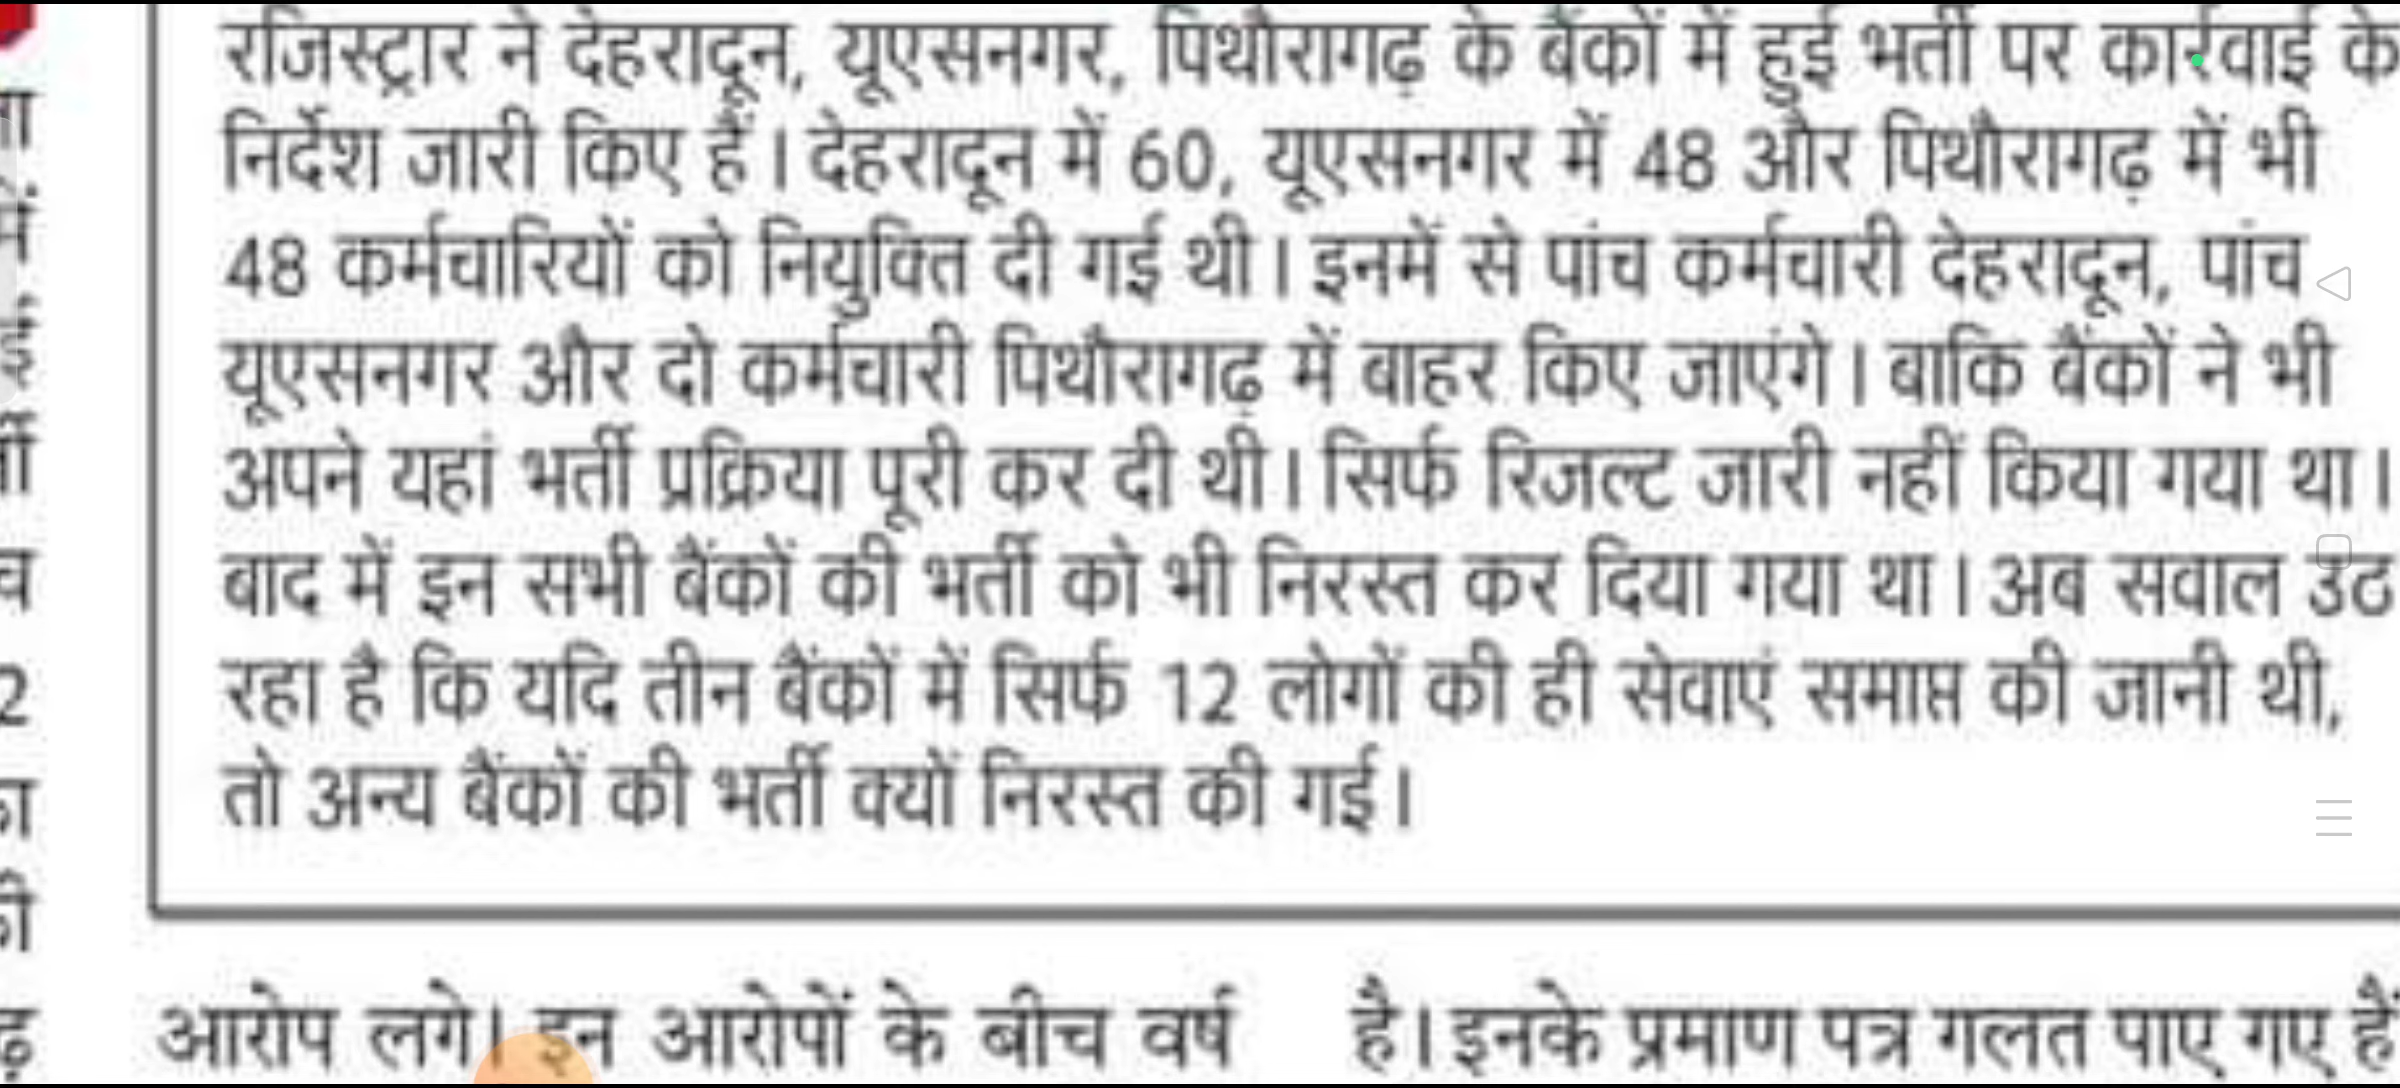 रजिस्ट्रार ने देहरादून, यूएसनगर, पिथौरागढ़ के बैंकों में हुई भर्ती पर कार्रवाई के
निर्देश जारी किए हैं। देहरादून में 60, यूएसनगर में 48 और पिथौरागढ़ में भी
48 कर्मचारियों को नियुक्ति दी गई थी। इनमें से पांच कर्मचारी देहरादून, पांच
यूएसनगर और दो कर्मचारी पिथौरागढ़ में बाहर किए जाएंगे। बाकि बैंकों ने भी
अपने यहां भर्ती प्रक्रिया पूरी कर दी थी। सिर्फ रिजल्ट जारी नहीं किया गया था।
बाद में इन सभी बैंकों की भर्ती को भी निरस्त कर दिया गया था। अब सवाल उठ
रहा है कि यदि तीन बैंकों में सिर्फ 12 लोगों की ही सेवाएं समाप्त की जानी थी,
तो अन्य बैंकों की भर्ती क्यों निरस्त की गई।
आरोप लगे। इन आरोपों के बीच वर्ष
है। इनके प्रमाण पत्र गलत पाए गए हैं